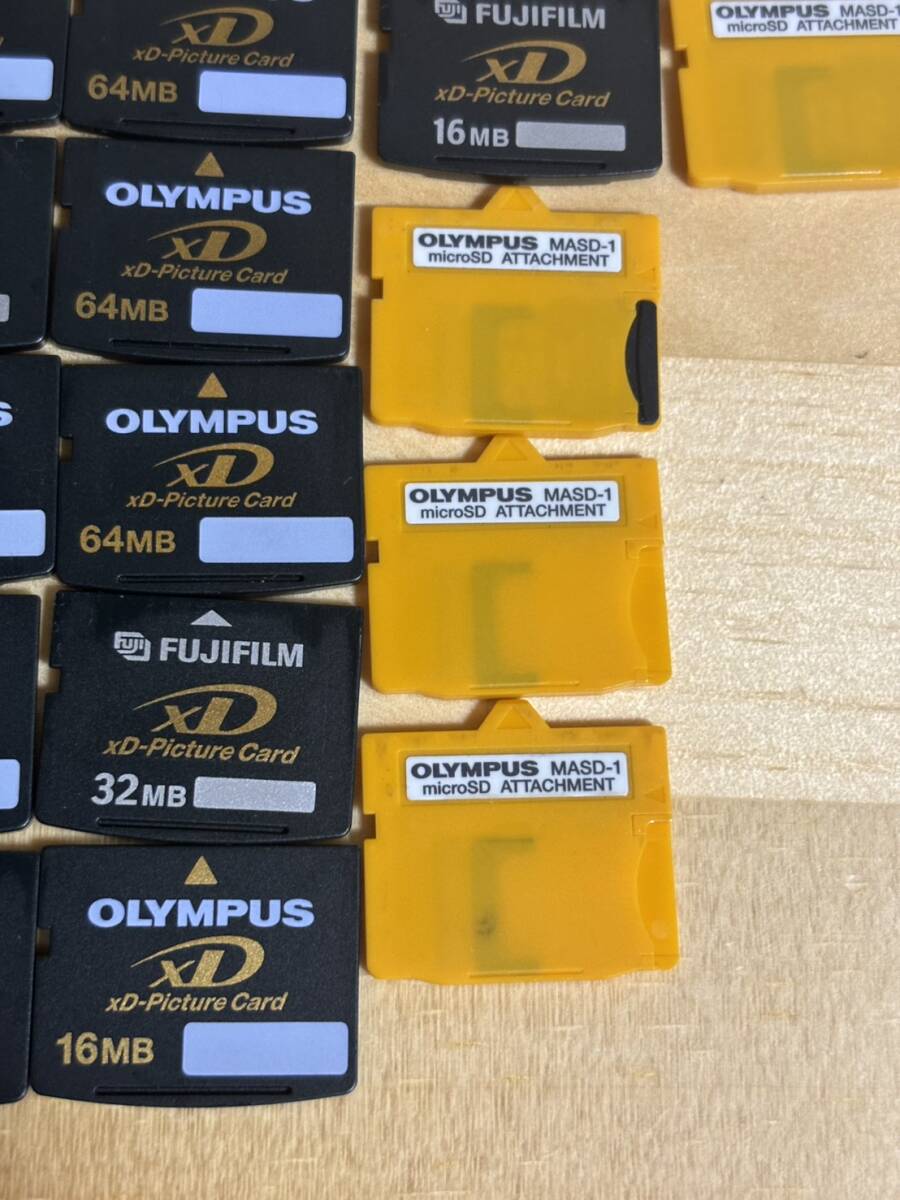 xD
xD-Picture Card
64MB
OLYMPUS
xD
xD-Picture Card
64MB
OLYMPUS
xD
xD-Picture Card
64MB
FUJI FUJIFILM
xD
xD-Picture Card
32MB
OLYMPUS
xD
xD-Picture Card
16MB
FUJIFILM
xD
xD-Picture Card
16MB
OLYMPUS MASD-1
microSD ATTACHMENT
OLYMPUS MASD-1
microSD ATTACHMENT
OLYMPUS MASD-1
microSD ATTACHMENT
OLYMPUS MASD-1
microSD ATTACHMENT